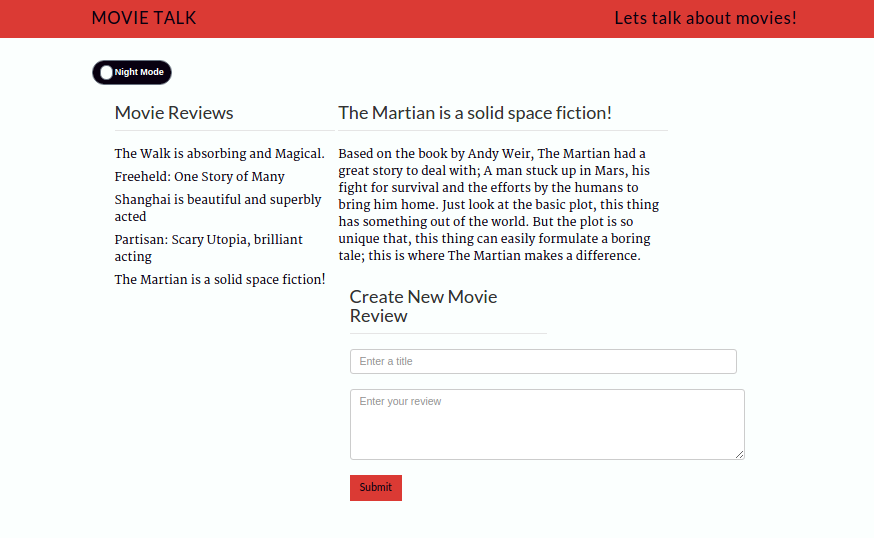 MOVIE TALK
Lets talk about movies!
Night Mode
Movie Reviews
The Walk is absorbing and Magical.
Freeheld: One Story of Many
Shanghai is beautiful and superbly
acted
Partisan: Scary Utopia, brilliant
acting
The Martian is a solid space fiction!
The Martian is a solid space fiction!
Based on the book by Andy Weir, The Martian had a
great story to deal with; A man stuck up in Mars, his
fight for survival and the efforts by the humans to
bring him home. Just look at the basic plot, this thing
has something out of the world. But the plot is so
unique that, this thing can easily formulate a boring
tale; this is where The Martian makes a difference.
Create New Movie
Review
Enter a title
Enter your review
Submit